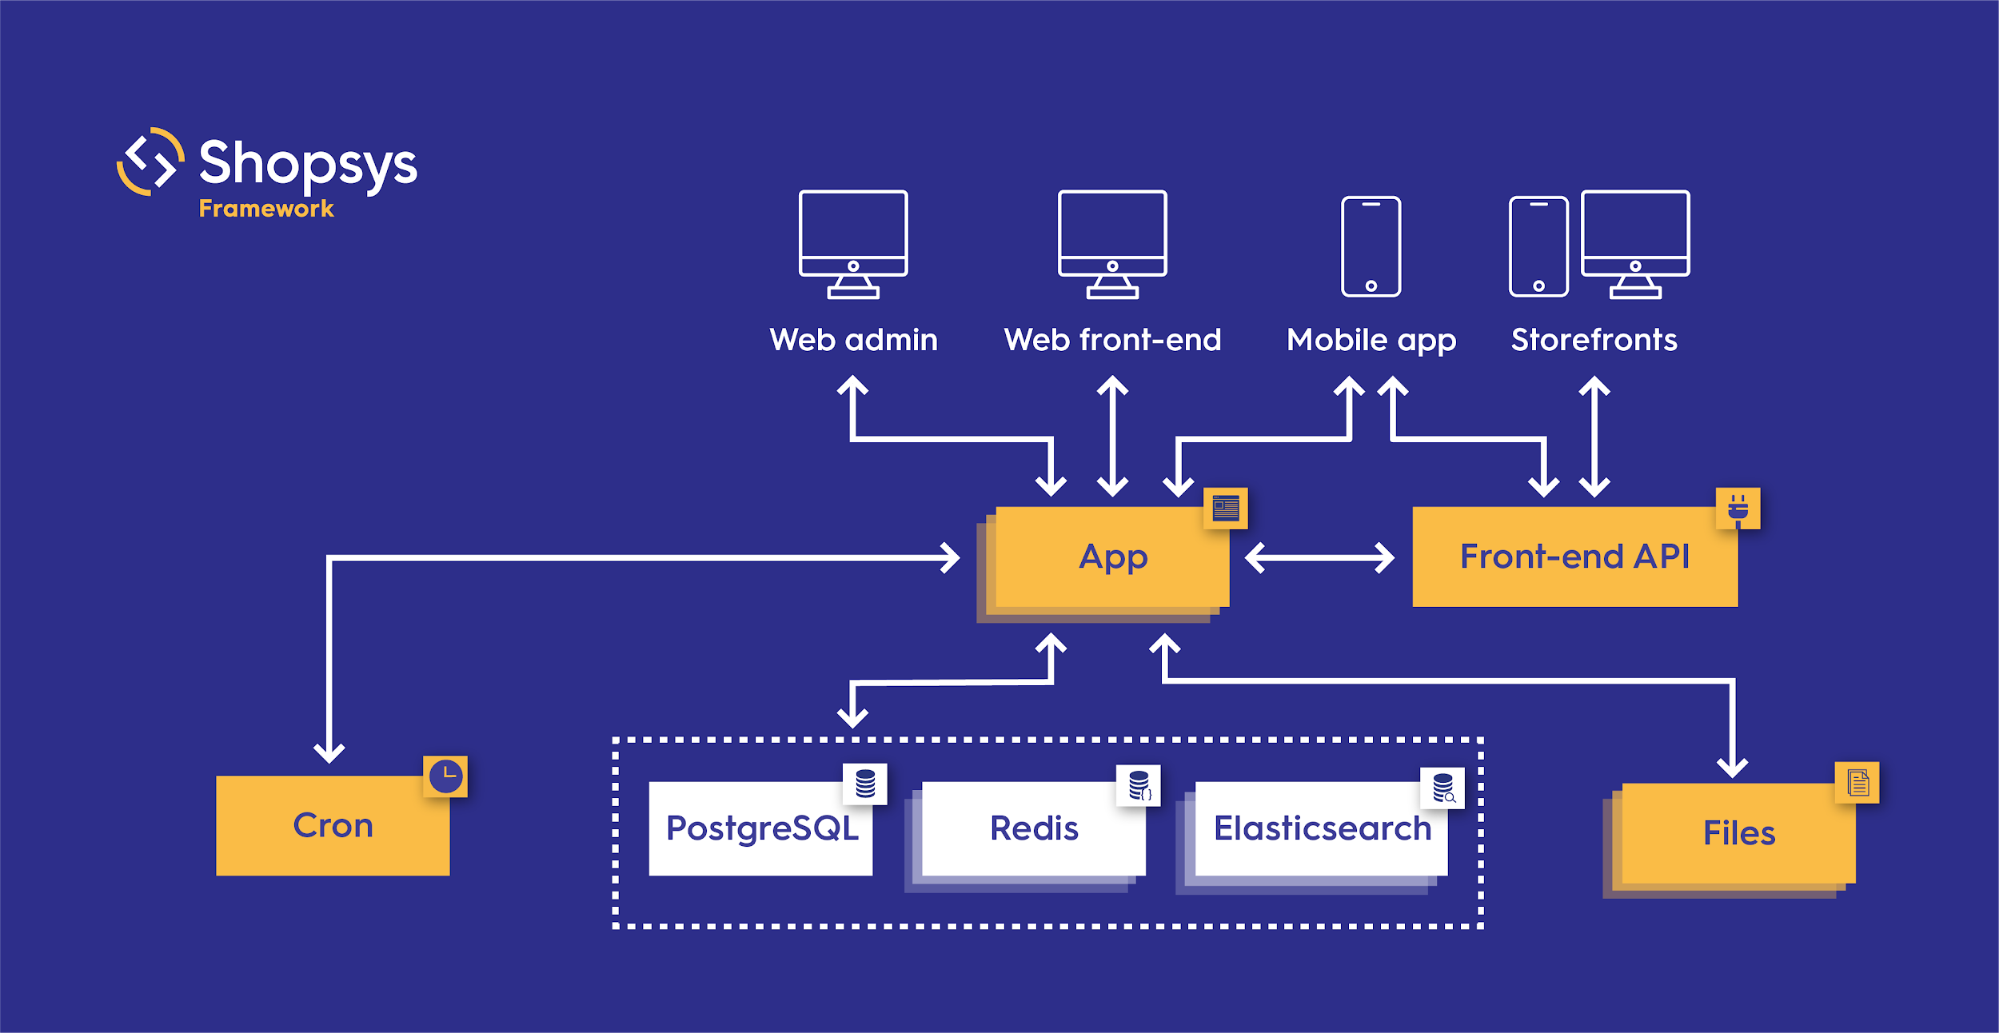 Shopsys
Framework
Web admin
Web front-end
Mobile app
Storefronts
App
Front-end API
Cron
PostgreSQL
Redis
Elasticsearch
Files